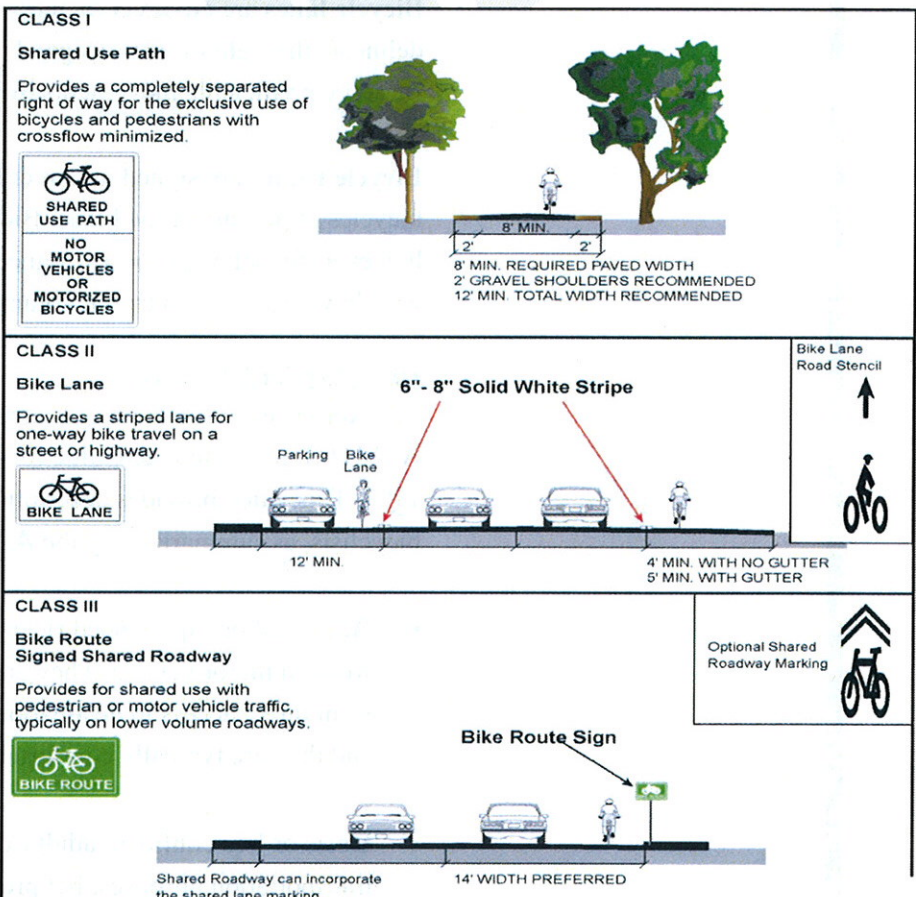 CLASS I
Shared Use Path
Provides a completely separated
right of way for the exclusive use of
bicycles and pedestrians with
crossflow minimized.
SHARED
USE PATH
NO
MOTOR
VEHICLES
OR
MOTORIZED
BICYCLES
8' MIN.
2'
2'
8' MIN. REQUIRED PAVED WIDTH
2' GRAVEL SHOULDERS RECOMMENDED
12' MIN. TOTAL WIDTH RECOMMENDED
CLASS II
Bike Lane
Provides a striped lane for
one-way bike travel on a
street or highway.
BIKE LANE
6"- 8" Solid White Stripe
Parking
Bike
Lane
12' MIN.
4' MIN. WITH NO GUTTER
5' MIN. WITH GUTTER
Bike Lane
Road Stencil
CLASS III
Bike Route
Signed Shared Roadway
Provides for shared use with
pedestrian or motor vehicle traffic,
typically on lower volume roadways.
BIKE ROUTE
Optional Shared
Roadway Marking
Bike Route Sign
Shared Roadway can incorporate
the shared lane marking
14' WIDTH PREFERRED